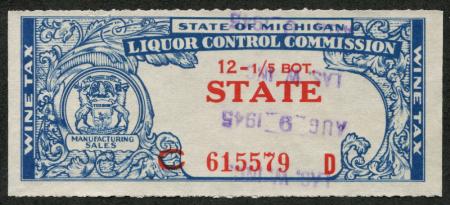 STATE OF MICHIGAN
LIQUOR CONTROL COMMISSION
WINE TAX
WINE TAX
12 - 1/5 BOT.
STATE
AUG 9 - 1945
MANUFACTURING
SALES
C 615579 D